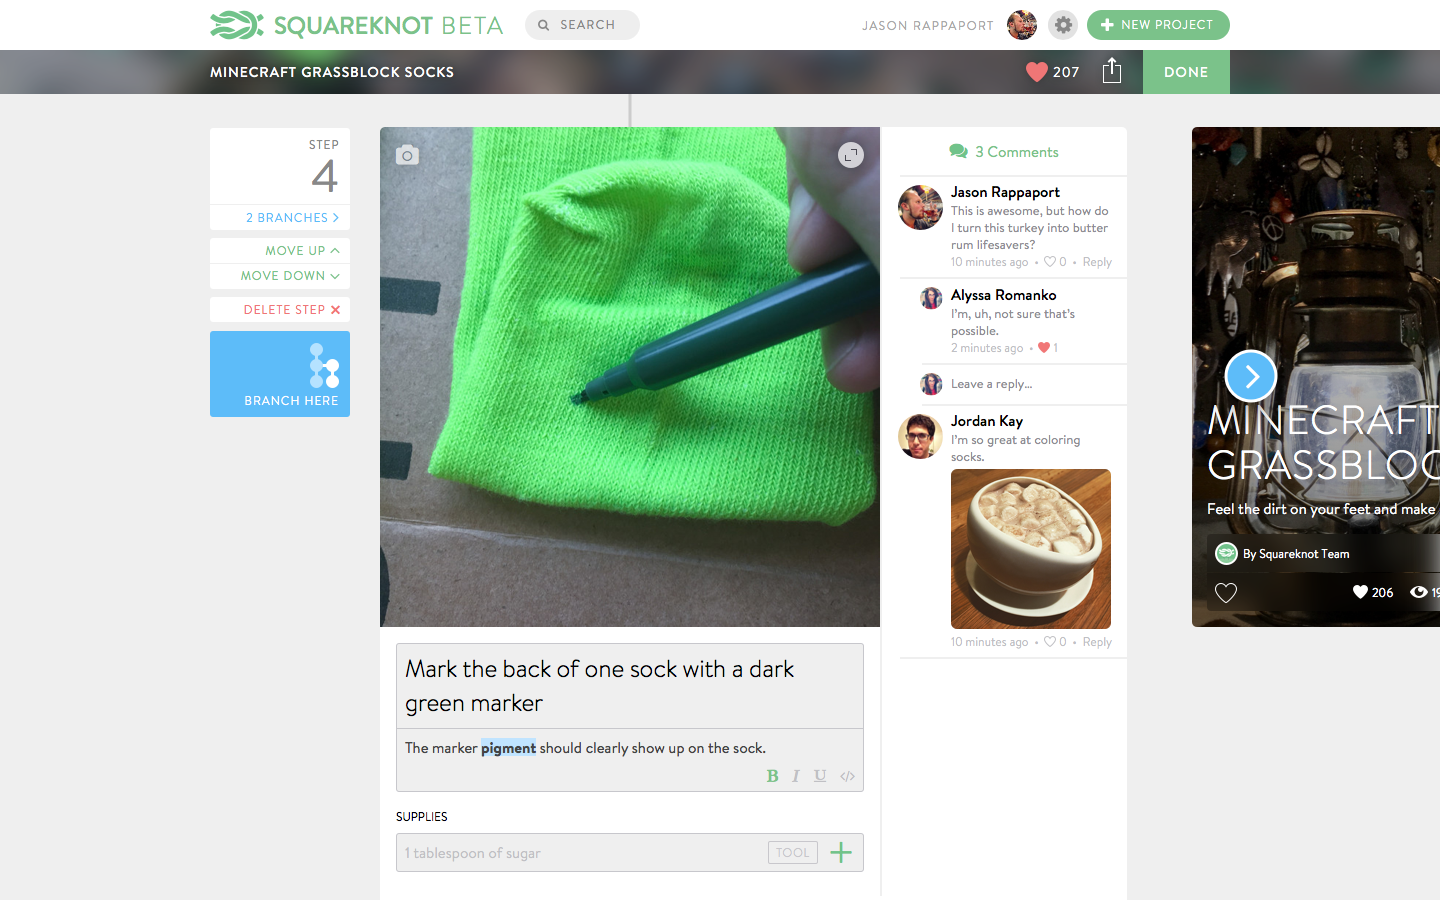 SQUAREKNOT BETA
SEARCH
JASON RAPPAPORT
NEW PROJECT
MINECRAFT GRASSBLOCK SOCKS
207
DONE
STEP
4
2 BRANCHES
MOVE UP
MOVE DOWN
DELETE STEP
BRANCH HERE
3 Comments
Jason Rappaport
This is awesome, but how do
I turn this turkey into butter
rum lifesavers?
10 minutes ago • 0 • Reply
Alyssa Romanko
I'm, uh, not sure that's
possible.
2 minutes ago • 1
Leave a reply...
Jordan Kay
I'm so great at coloring
socks.
10 minutes ago • 0 • Reply
MINECRAFT
GRASSBLOC
Feel the dirt on your feet and make
By Squareknot Team
206
19
Mark the back of one sock with a dark
green marker
The marker pigment should clearly show up on the sock.
B I U </>
SUPPLIES
1 tablespoon of sugar
TOOL